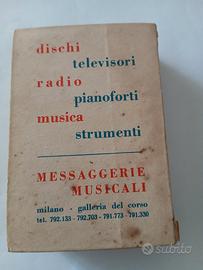 dischi
televisori
radio
pianoforti
musica
strumenti
MESSAGGERIE
MUSICALI
milano - galleria del corso
tel. 792.133 - 792.703 - 791.773 - 791.330
subito